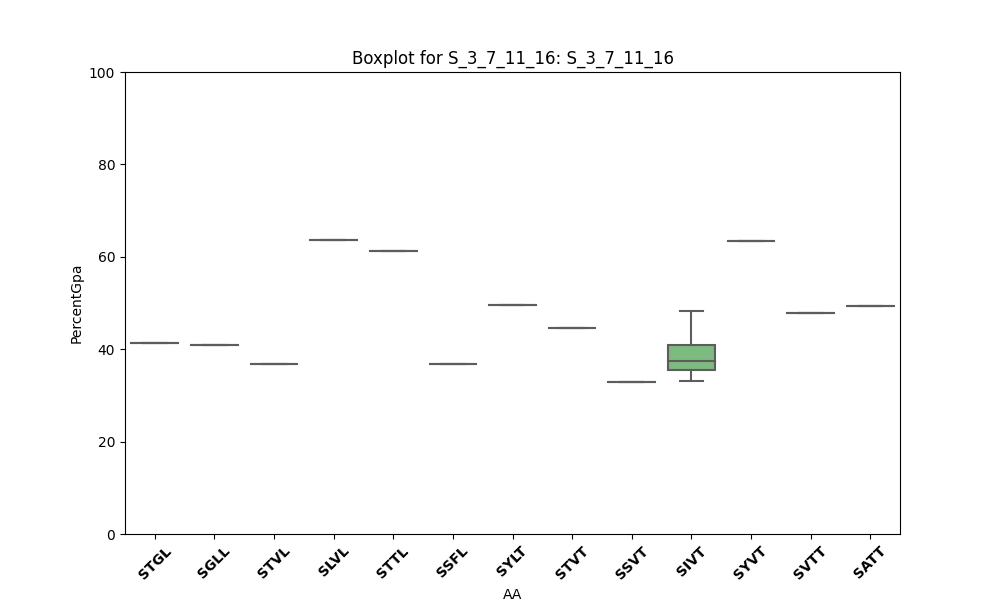 Boxplot for S_3_7_11_16: S_3_7_11_16
100
80
60
40
20
0
PercentGpa
STGL SGLL STVL SLVL STTL SSFL SYLT STVT SSVT SIVT SYVT SVTT SATT
AA